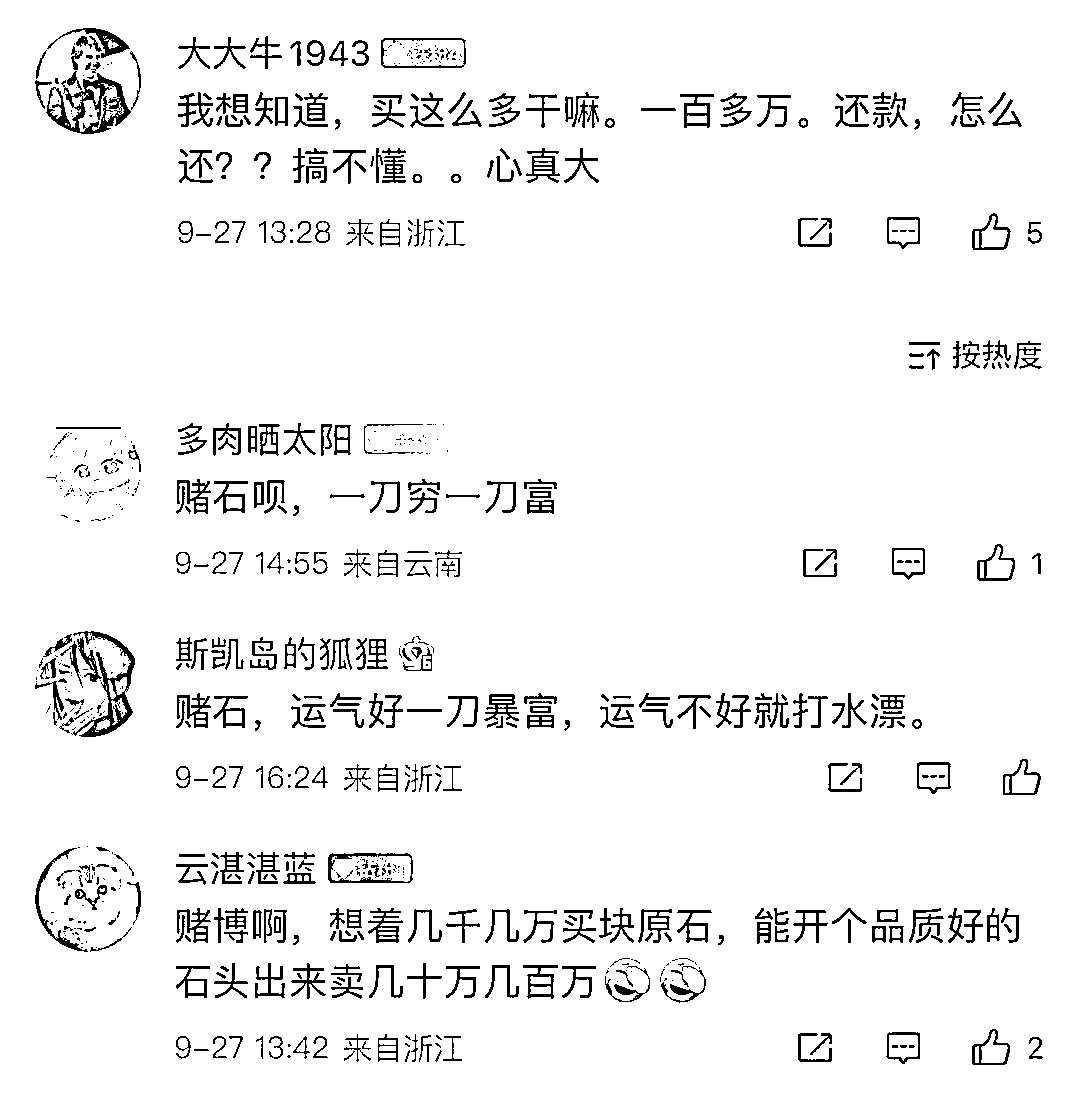 大大牛1943
我想知道，买这么多干嘛。一百多万。还款，怎么
还？？搞不懂。。心真大
9-27 13:28 来自浙江 5
按热度
多肉晒太阳
赌石呗，一刀穷一刀富
9-27 14:55 来自云南 1
斯凯岛的狐狸
赌石，运气好一刀暴富，运气不好就打水漂。
9-27 16:24 来自浙江
云湛湛蓝
赌博啊，想着几千几万买块原石，能开个品质好的
石头出来卖几十万几百万
9-27 13:42 来自浙江 2